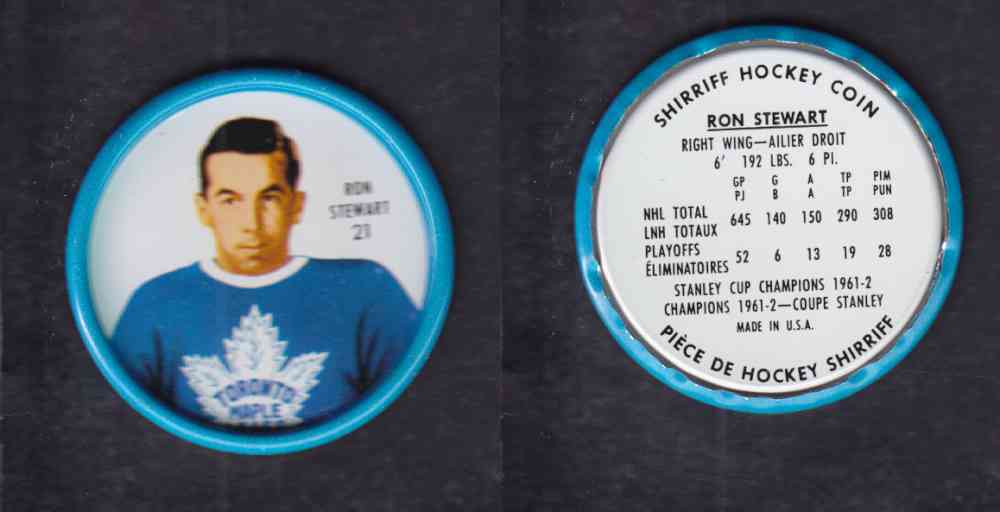 RON
STEWART
21
TORONTO
MAPLE
SHIRRIFF HOCKEY COIN
RON STEWART
RIGHT WING—AILIER DROIT
6' 192 LBS. 6 PI.
GP G A TP PIM
PJ B A TP PUN
NHL TOTAL
LNH TOTAUX 645 140 150 290 308
PLAYOFFS
ÉLIMINATOIRES 52 6 13 19 28
STANLEY CUP CHAMPIONS 1961-2
CHAMPIONS 1961-2—COUPE STANLEY
MADE IN U.S.A.
PIÈCE DE HOCKEY SHIRRIFF